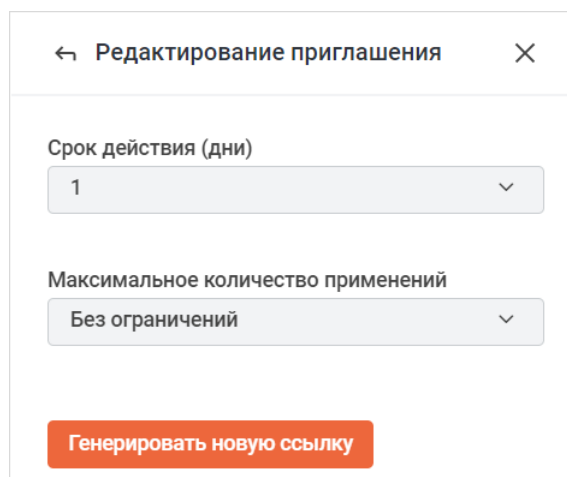 Редактирование приглашения
Срок действия (дни)
1
Максимальное количество применений
Без ограничений
Генерировать новую ссылку